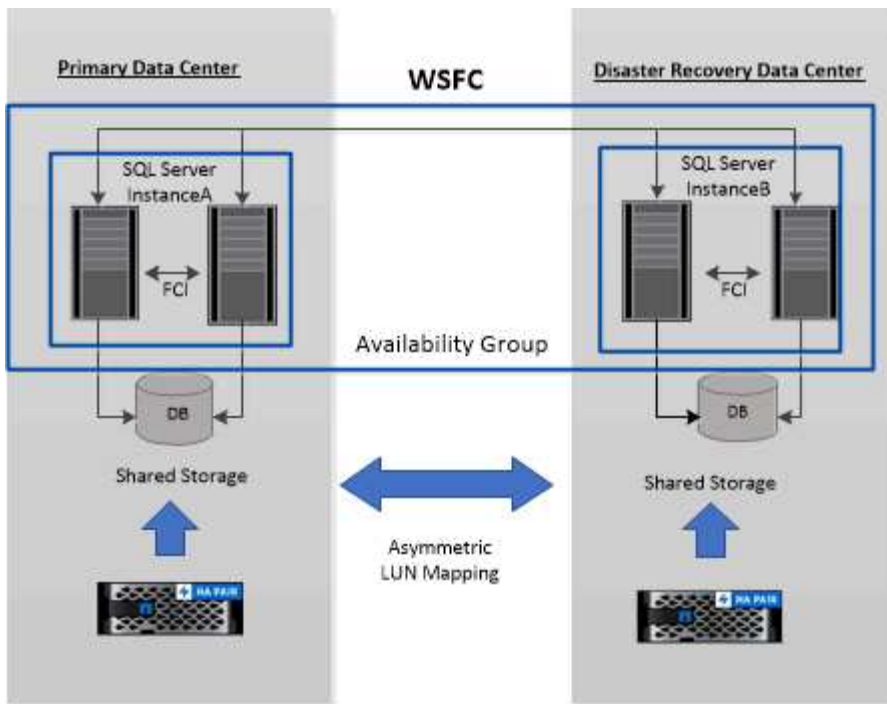 Primary Data Center
WSFC
Disaster Recovery Data Center
SQL Server
InstanceA
SQL Server
InstanceB
FCI
FCI
Availability Group
DB
DB
Shared Storage
Shared Storage
Asymmetric
LUN Mapping
HA PAIR
HA PAIR